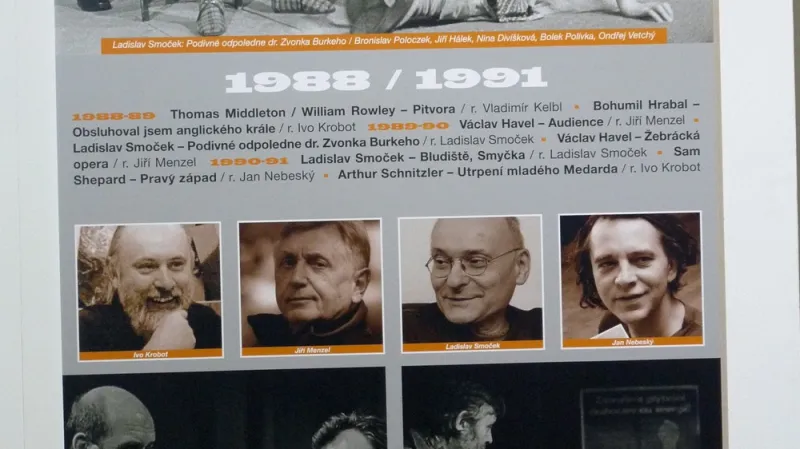 Ladislav Smoček: Podivné odpoledne dr. Zvonka Burkeho / Bronislav Poloczek, Jiří Hálek, Nina Divíšková, Bolek Polívka, Ondřej Vetchý
1988 / 1991
1988-89 Thomas Middleton / William Rowley – Pitvora / r. Vladimír Kelbl • Bohumil Hrabal –
Obsluhoval jsem anglického krále / r. Ivo Krobot 1989-90 Václav Havel – Audience / r. Jiří Menzel •
Ladislav Smoček – Podivné odpoledne dr. Zvonka Burkeho / r. Ladislav Smoček • Václav Havel – Žebrácká
opera / r. Jiří Menzel 1990-91 Ladislav Smoček – Bludiště, Smyčka / r. Ladislav Smoček • Sam
Shepard – Pravý západ / r. Jan Nebeský • Arthur Schnitzler – Utrpení mladého Medarda / r. Ivo Krobot
Ivo Krobot
Jiří Menzel
Ladislav Smoček
Jan Nebeský